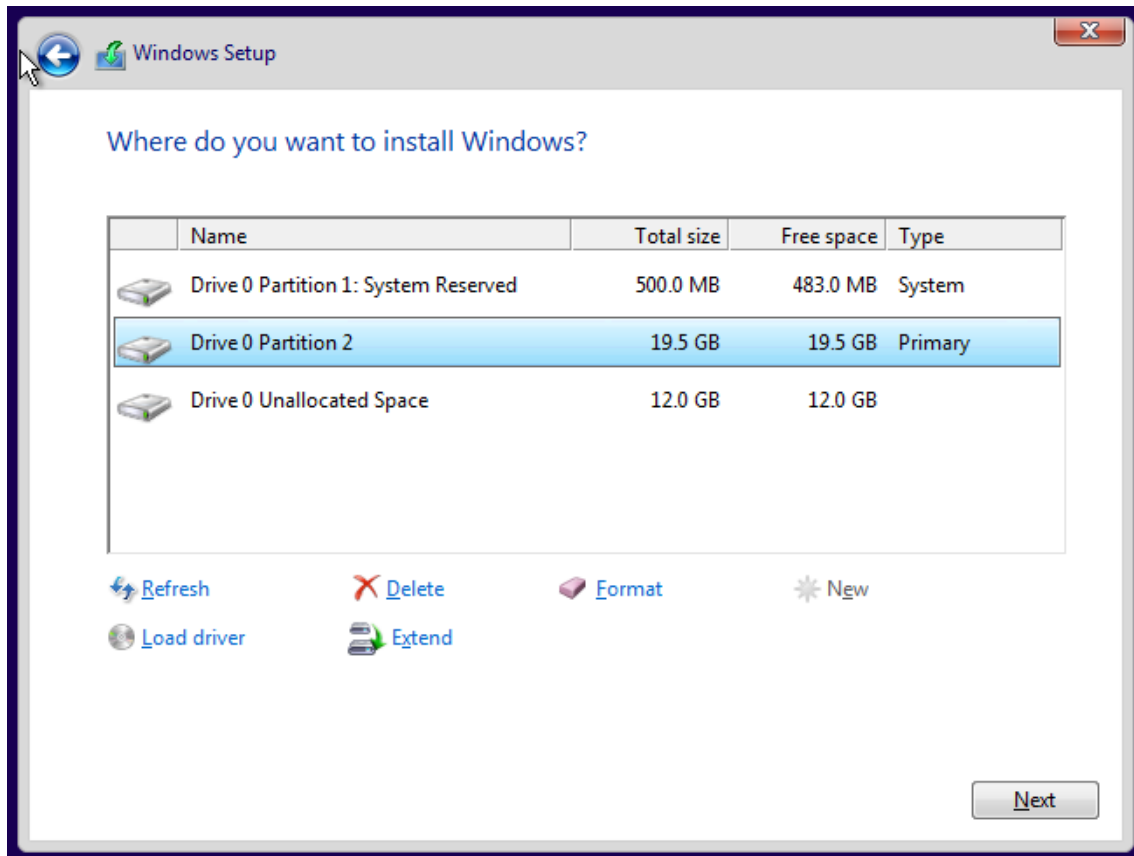 Windows Setup
Where do you want to install Windows?
Name Total size Free space Type
Drive 0 Partition 1: System Reserved 500.0 MB 483.0 MB System
Drive 0 Partition 2 19.5 GB 19.5 GB Primary
Drive 0 Unallocated Space 12.0 GB 12.0 GB
Refresh Delete Format New
Load driver Extend
Next